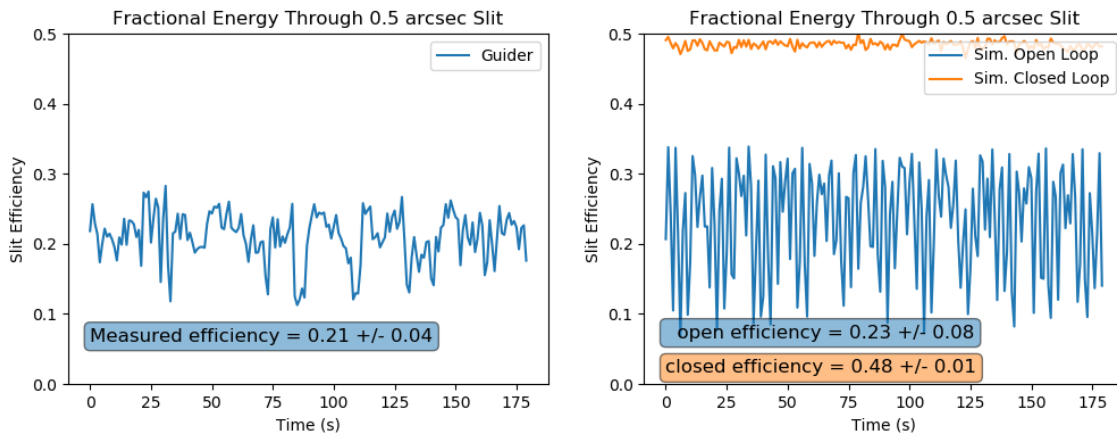 Fractional Energy Through 0.5 arcsec Slit
0.5
0.4
0.3
0.2
0.1
0.0
Slit Efficiency
Guider
Measured efficiency = 0.21 +/- 0.04
0 25 50 75 100 125 150 175
Time (s)
Fractional Energy Through 0.5 arcsec Slit
0.5
0.4
0.3
0.2
0.1
0.0
Slit Efficiency
Sim. Open Loop
Sim. Closed Loop
open efficiency = 0.23 +/- 0.08
closed efficiency = 0.48 +/- 0.01
0 25 50 75 100 125 150 175
Time (s)